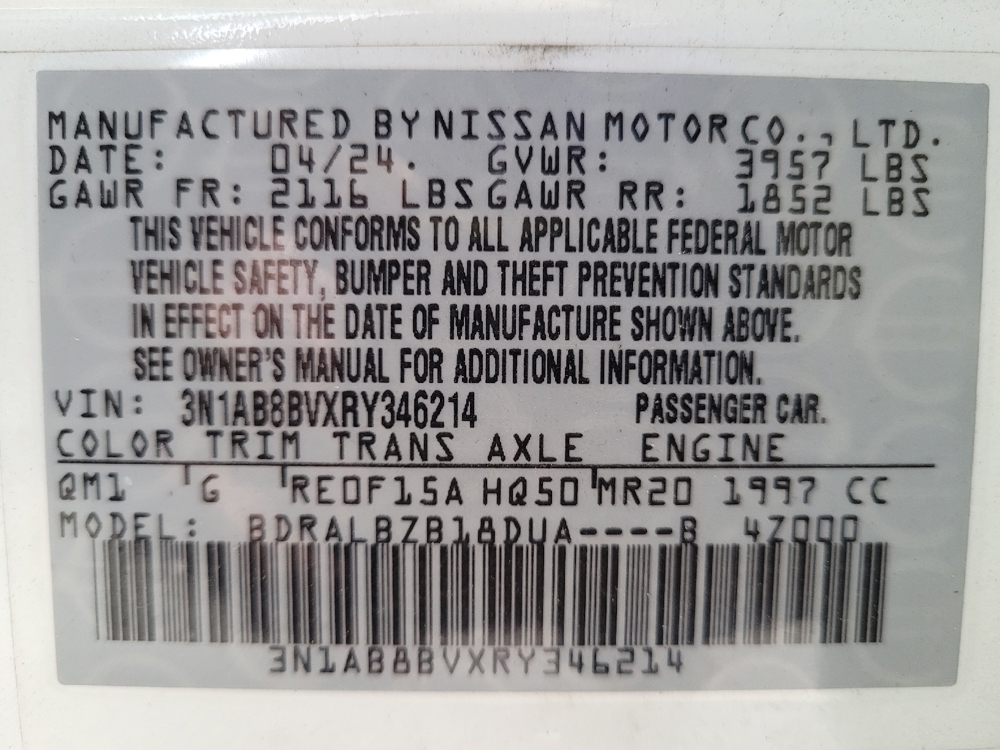 MANUFACTURED BY NISSAN MOTOR CO., LTD.
DATE: 04/24. GVWR: 3957 LBS
GAWR FR: 2116 LBS GAWR RR: 1852 LBS
THIS VEHICLE CONFORMS TO ALL APPLICABLE FEDERAL MOTOR
VEHICLE SAFETY, BUMPER AND THEFT PREVENTION STANDARDS
IN EFFECT ON THE DATE OF MANUFACTURE SHOWN ABOVE.
SEE OWNER'S MANUAL FOR ADDITIONAL INFORMATION.
VIN: 3N1AB8BVXRY346214 PASSENGER CAR.
COLOR TRIM TRANS AXLE ENGINE
QM1 G RE0F15A HQ50 MR20 1997 CC
MODEL: BDRALBZB18DUA----B 4Z000
3N1AB8BVXRY346214